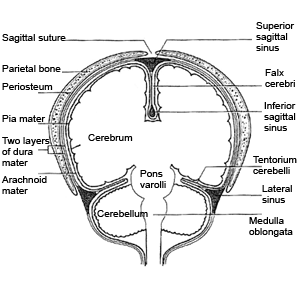 Sagittal suture
Parietal bone
Periosteum
Pia mater
Two layers
of dura
mater
Arachnoid
mater
Cerebrum
Pons
varolli
Cerebellum
Superior
sagittal
sinus
Falx
cerebri
Inferior
sagittal
sinus
Tentorium
cerebelli
Lateral
sinus
Medulla
oblongata